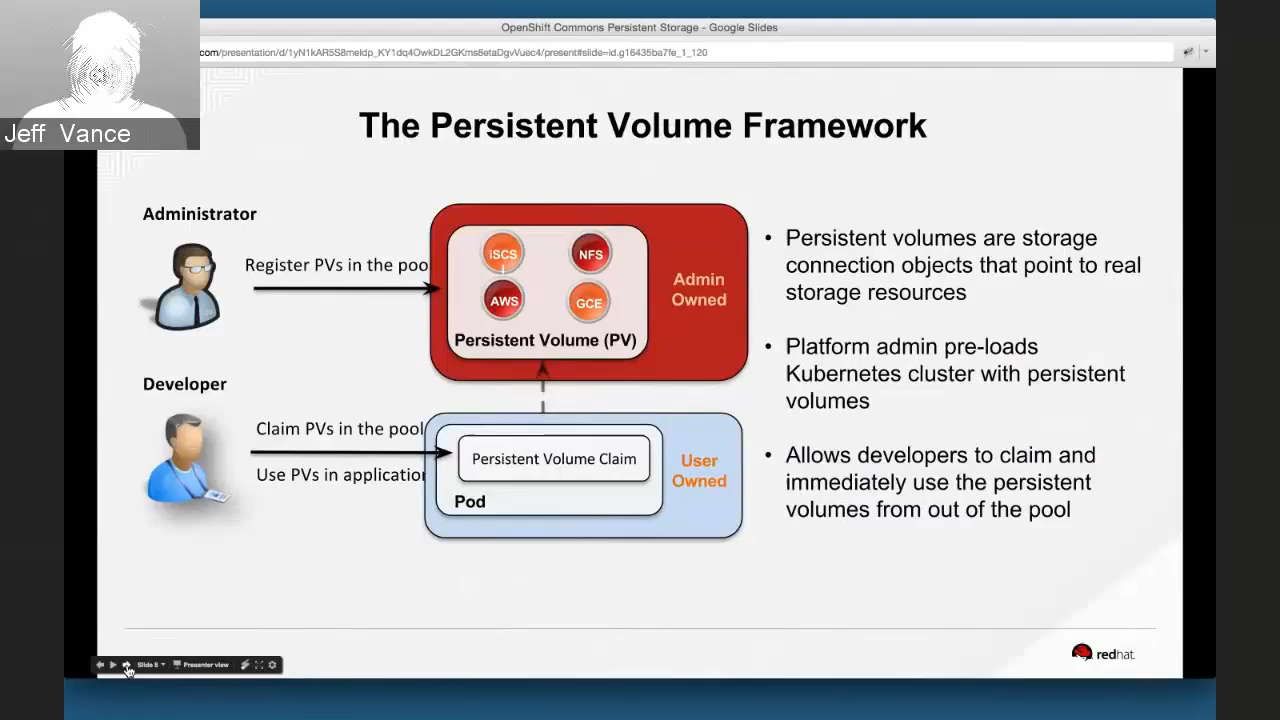 OpenShift Commons Persistent Storage - Google Slides
Jeff Vance
The Persistent Volume Framework
Administrator
Register PVs in the poo
iSCS
I
NFS
AWS
GCE
Persistent Volume (PV)
Admin
Owned
Developer
Claim PVs in the pool
Use PVs in application
Persistent Volume Claim
Pod
User
Owned
• Persistent volumes are storage
connection objects that point to real
storage resources
• Platform admin pre-loads
Kubernetes cluster with persistent
volumes
• Allows developers to claim and
immediately use the persistent
volumes from out of the pool
Presenter view
redhat.